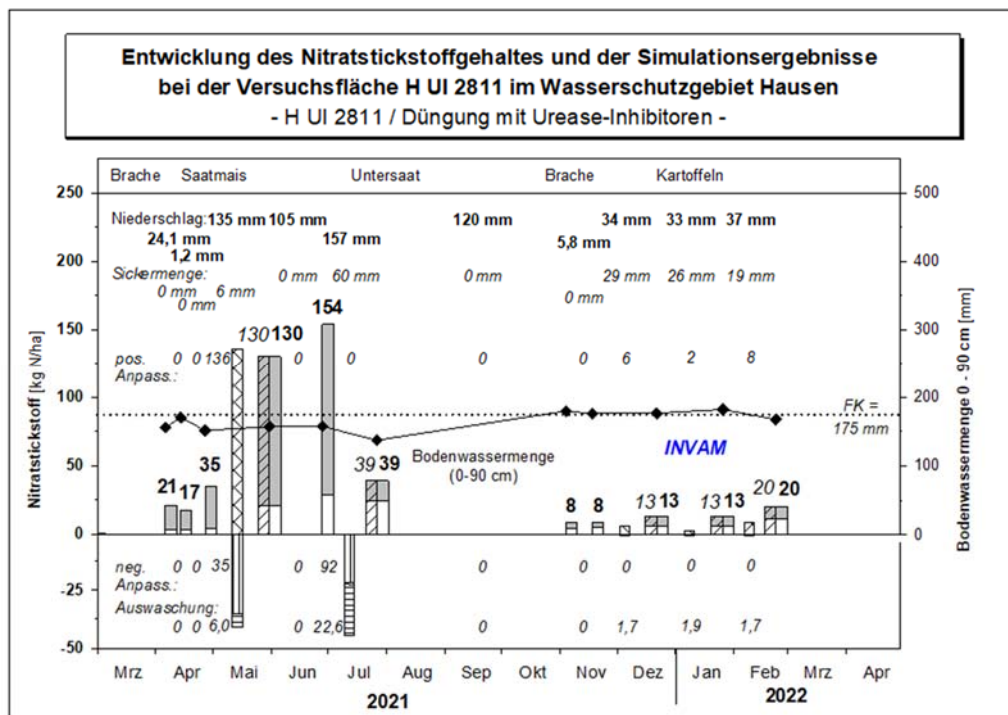 Entwicklung des Nitratstickstoffgehaltes und der Simulationsergebnisse
bei der Versuchsfläche H UI 2811 im Wasserschutzgebiet Hausen
- H UI 2811 / Düngung mit Urease-Inhibitoren -
Brache Saatmais Untersaat Brache Kartoffeln
250 500
Niederschlag: 135 mm 105 mm 120 mm 34 mm 33 mm 37 mm
24,1 mm 157 mm 5,8 mm
1,2 mm
200 400
Sickermenge: 0 mm 60 mm 0 mm 29 mm 26 mm 19 mm
0 mm 6 mm 0 mm
0 mm
150 300
130 130 154
pos. 0 0 136 0 0 0 0 6 2 8
Anpass.:
100 200
FK =
175 mm
Bodenwassermenge
(0-90 cm)
INVAM
50 100
21 17 35 39 39 8 8 13 13 13 13 20 20
0 0
neg. 0 0 35 0 92 0 0 0 0 0
Anpass.:
-25
Auswaschung:
0 0 6,0 0 22,6 0 0 1,7 1,9 1,7
-50 -50
Nitratstickstoff [kg N/ha]
Bodenwassermenge 0 - 90 cm [mm]
Mrz Apr Mai Jun Jul Aug Sep Okt Nov Dez Jan Feb Mrz Apr
2021 2022